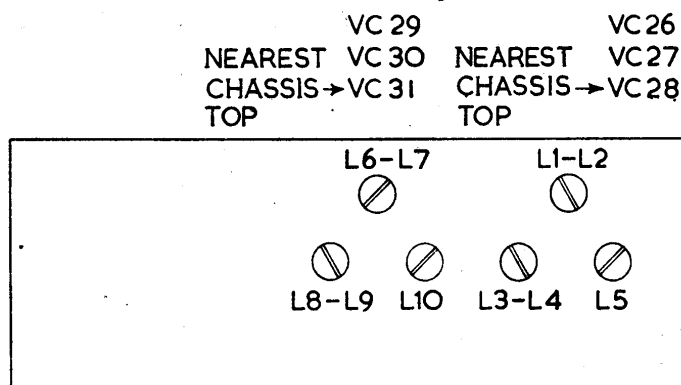 VC 29 VC 26
NEAREST VC 30 NEAREST VC 27
CHASSIS→VC 31 CHASSIS→VC 28
TOP TOP
L6-L7 L1-L2
L8-L9 L10 L3-L4 L5